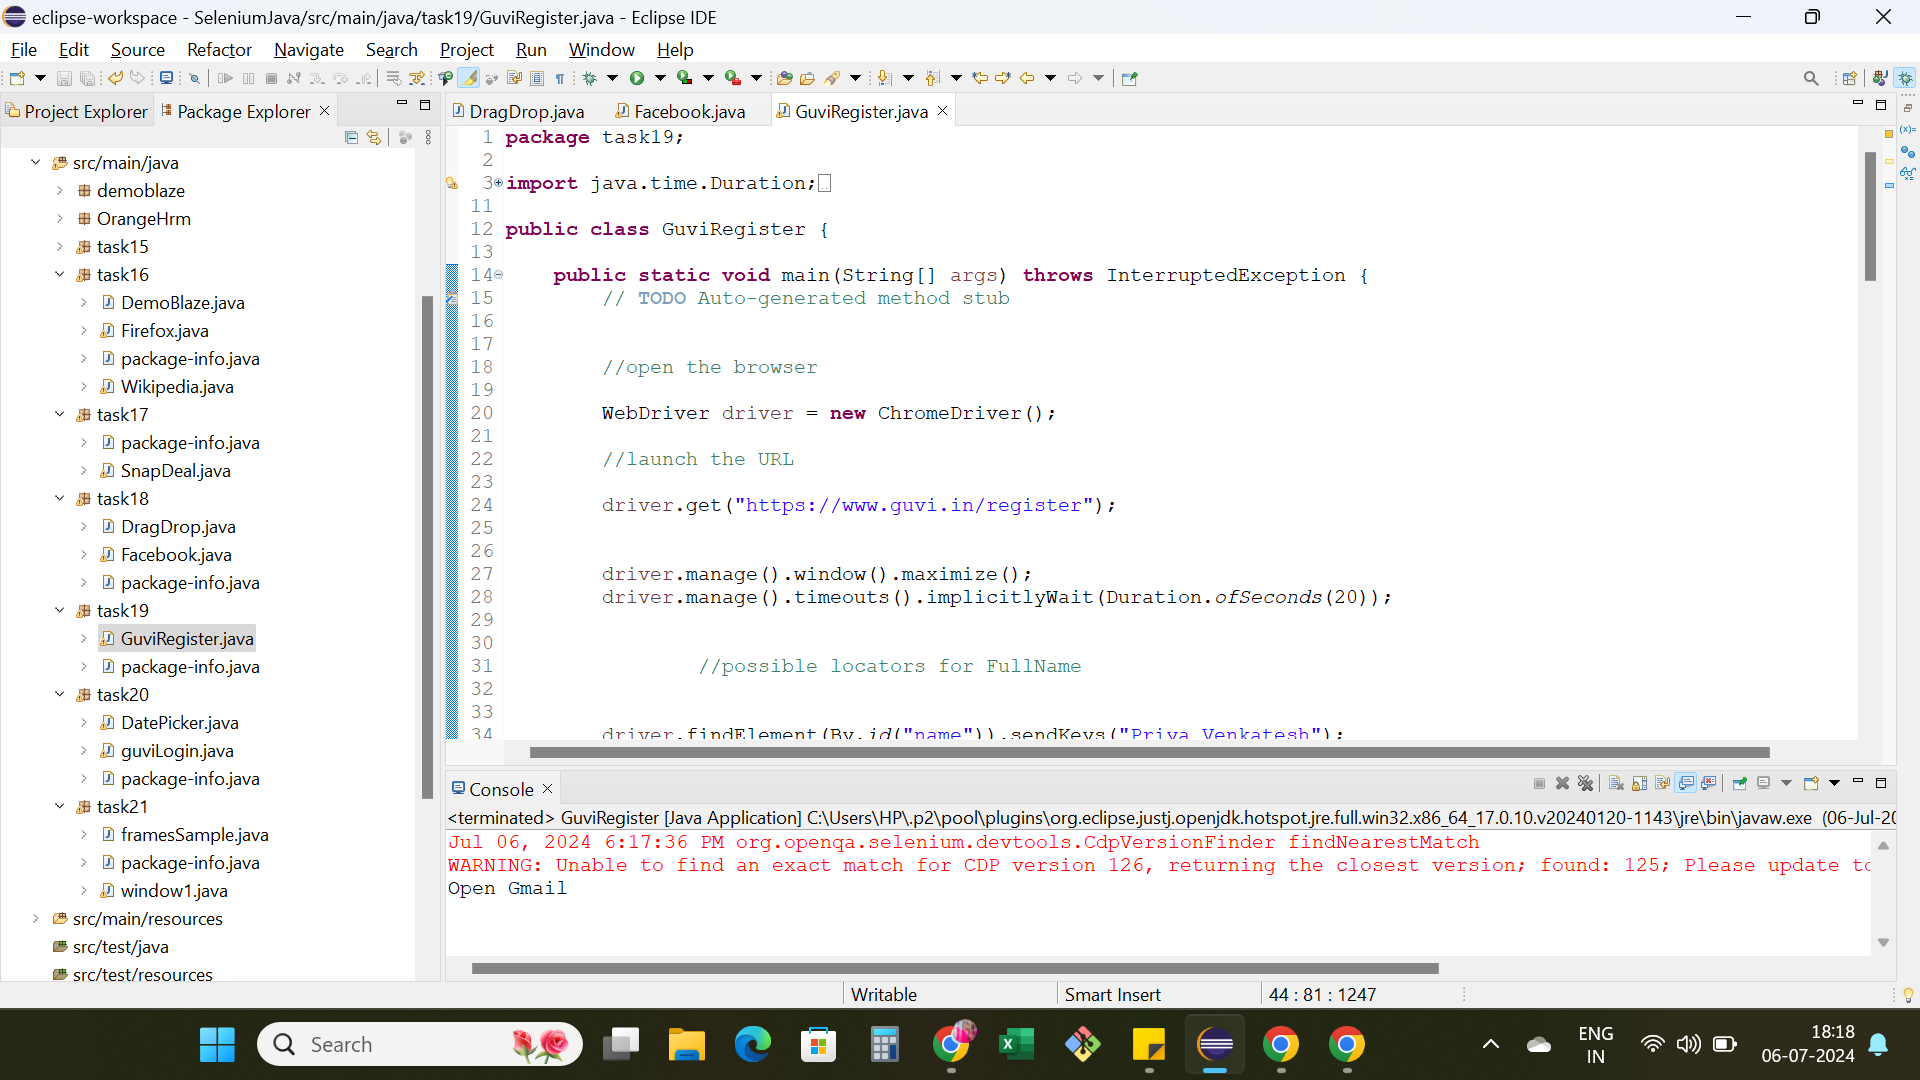 eclipse-workspace - SeleniumJava/src/main/java/task19/GuviRegister.java - Eclipse IDE
File Edit Source Refactor Navigate Search Project Run Window Help
Project Explorer Package Explorer
src/main/java
demoblaze
OrangeHrm
task15
task16
DemoBlaze.java
Firefox.java
package-info.java
Wikipedia.java
task17
package-info.java
SnapDeal.java
task18
DragDrop.java
Facebook.java
package-info.java
task19
GuviRegister.java
package-info.java
task20
DatePicker.java
guviLogin.java
package-info.java
task21
framesSample.java
package-info.java
window1.java
src/main/resources
src/test/java
src/test/resources
DragDrop.java Facebook.java GuviRegister.java
1 package task19;
2
3 import java.time.Duration;
11
12 public class GuviRegister {
13
14 public static void main(String[] args) throws InterruptedException {
15 // TODO Auto-generated method stub
16
17
18 //open the browser
19
20 WebDriver driver = new ChromeDriver();
21
22 //launch the URL
23
24 driver.get("https://www.guvi.in/register");
25
26
27 driver.manage().window().maximize();
28 driver.manage().timeouts().implicitlyWait(Duration.ofSeconds(20));
29
30
31 //possible locators for FullName
32
33
34 driver.findElement(By.id("name")).sendKeys("Priya Venkatesh");
Console
<terminated> GuviRegister [Java Application] C:\Users\HP\.p2\pool\plugins\org.eclipse.justj.openjdk.hotspot.jre.full.win32.x86_64_17.0.10.v20240120-1143\jre\bin\javaw.exe (06-Jul-20
Jul 06, 2024 6:17:36 PM org.openqa.selenium.devtools.CdpVersionFinder findNearestMatch
WARNING: Unable to find an exact match for CDP version 126, returning the closest version; found: 125; Please update to
Open Gmail
Writable Smart Insert 44 : 81 : 1247
Search
ENG
IN
18:18
06-07-2024